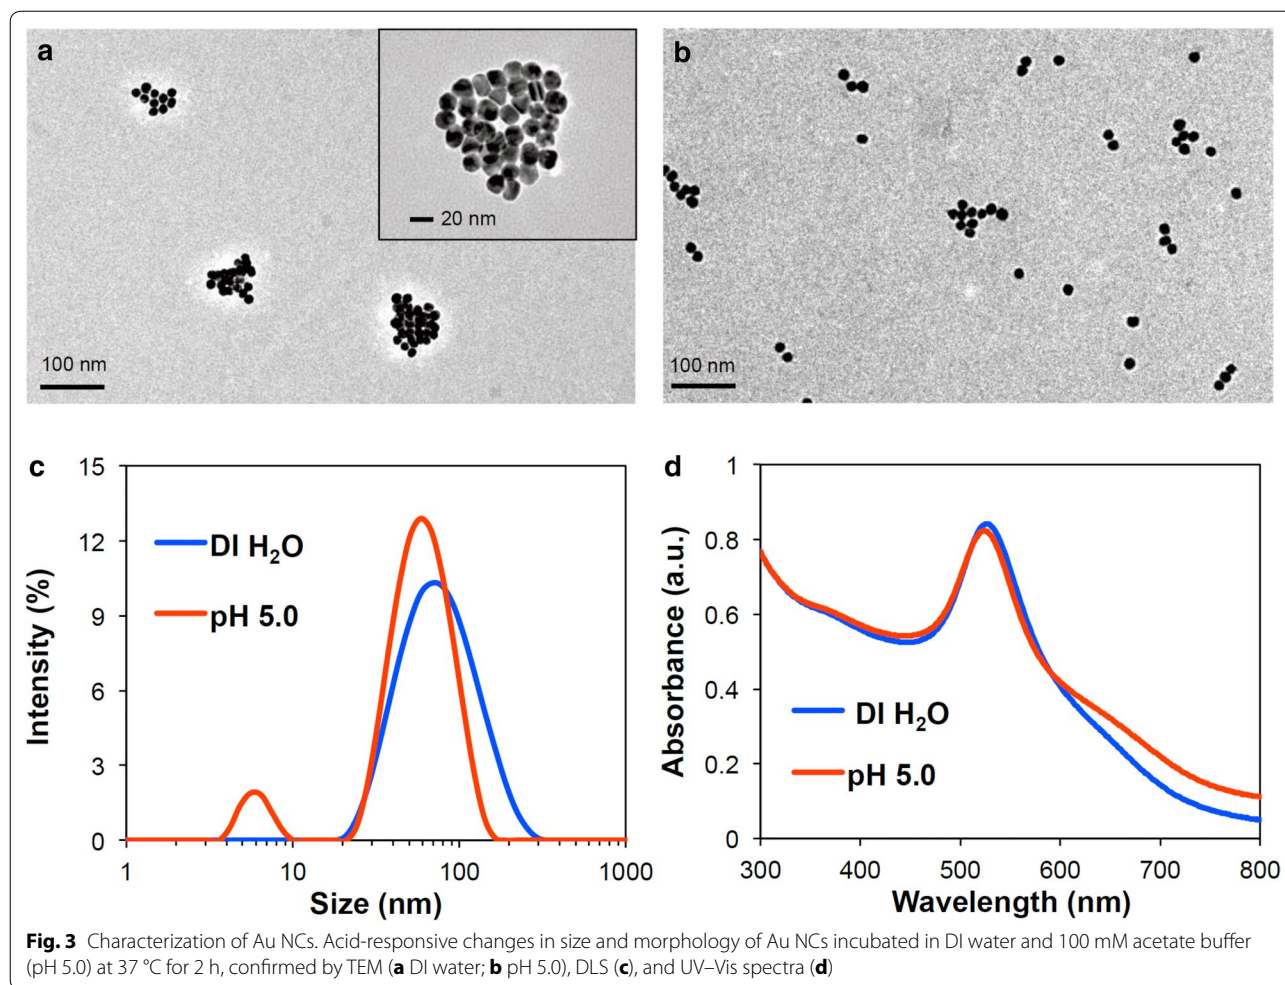 a
20 nm
100 nm
b
100 nm
c
15
12
9
6
3
0
Intensity (%)
DI H₂O
pH 5.0
1
10
100
1000
Size (nm)
d
1
0.8
0.6
0.4
0.2
0
Absorbance (a.u.)
DI H₂O
pH 5.0
300
400
500
600
700
800
Wavelength (nm)
Fig. 3 Characterization of Au NCs. Acid-responsive changes in size and morphology of Au NCs incubated in DI water and 100 mM acetate buffer
(pH 5.0) at 37 °C for 2 h, confirmed by TEM (a DI water; b pH 5.0), DLS (c), and UV–Vis spectra (d)